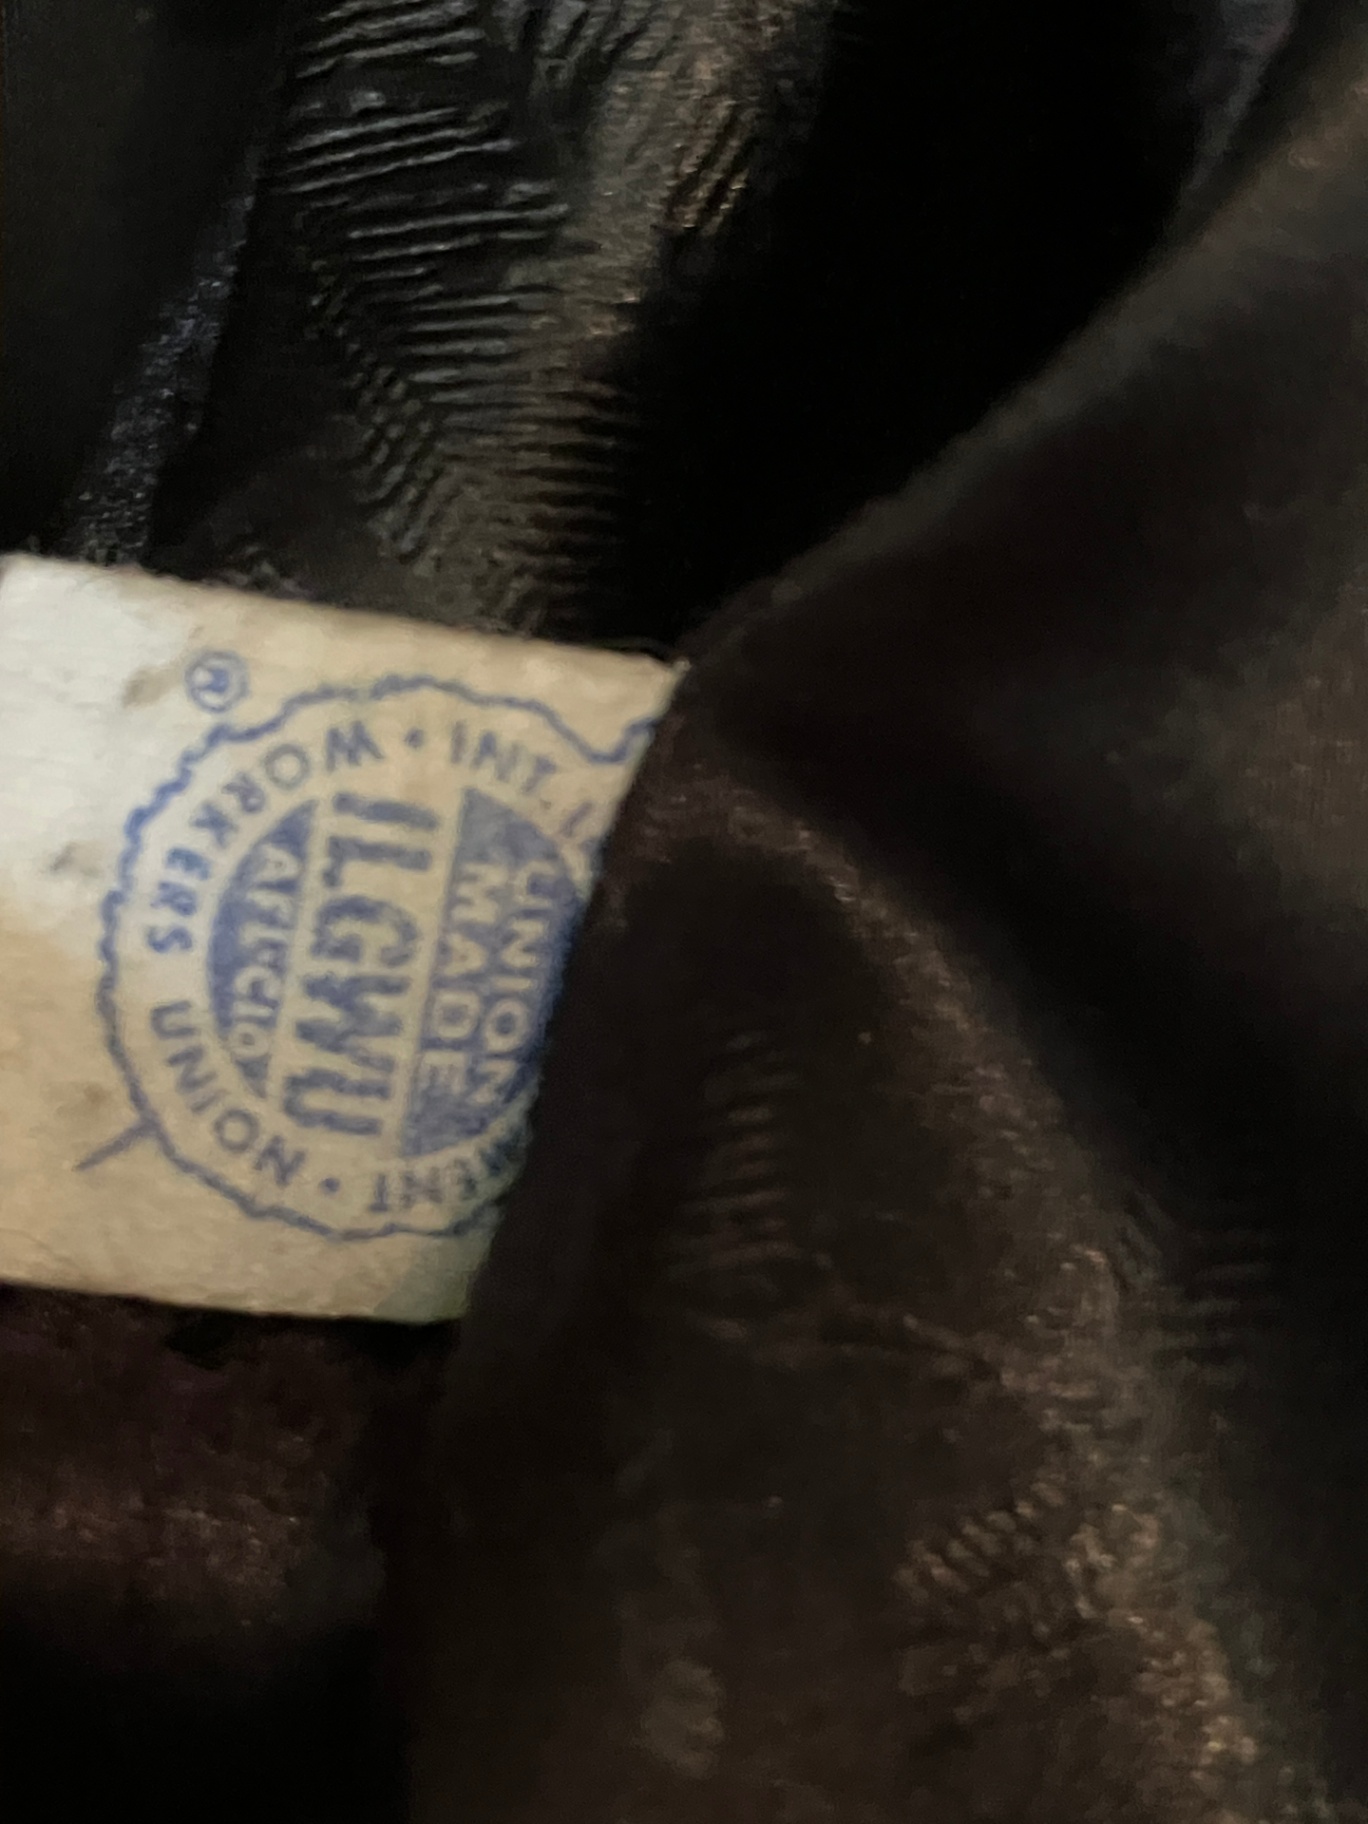 INT.
MENT
UNION
MADE
ILGWU
AFL-CIO
WORKERS UNION
®